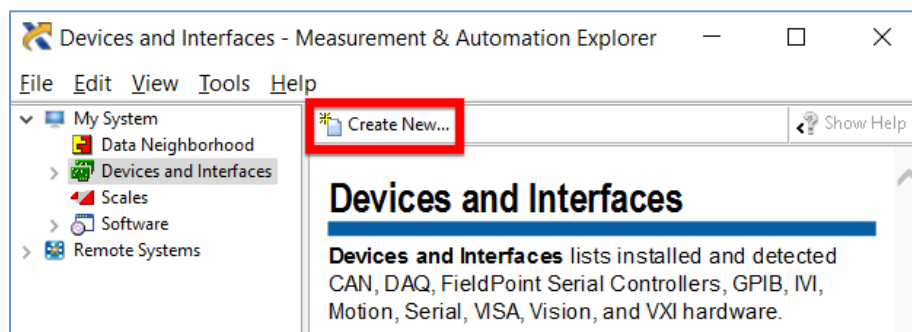 Devices and Interfaces - Measurement & Automation Explorer
File Edit View Tools Help
My System
Data Neighborhood
Devices and Interfaces
Scales
Software
Remote Systems
Create New...
Show Help
Devices and Interfaces
Devices and Interfaces lists installed and detected
CAN, DAQ, FieldPoint Serial Controllers, GPIB, IVI,
Motion, Serial, VISA, Vision, and VXI hardware.